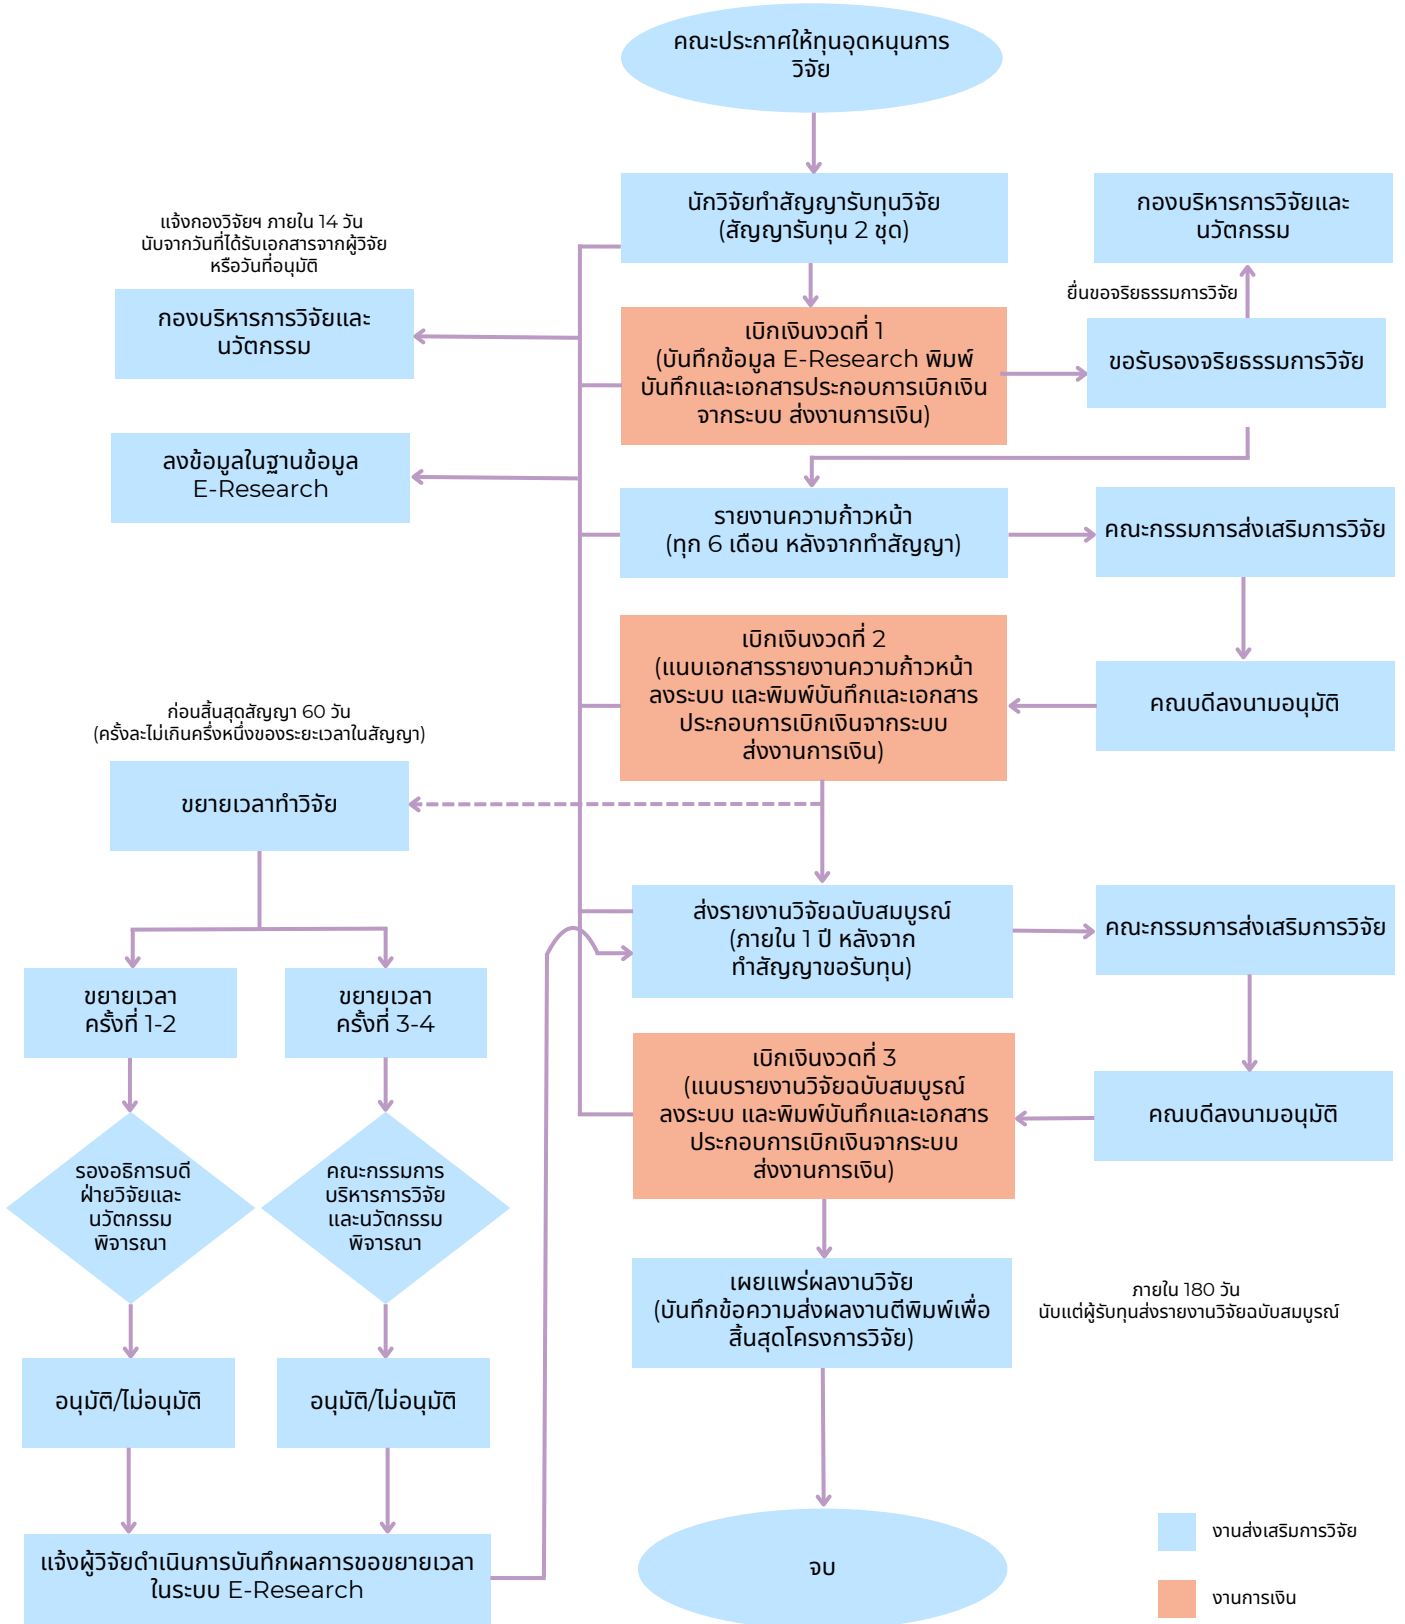 คณะประกาศให้ทุนอุดหนุนการ
วิจัย
นักวิจัยทำสัญญารับทุนวิจัย
(สัญญารับทุน 2 ชุด)
กองบริหารการวิจัยและ
นวัตกรรม
แจ้งกองวิจัยฯ ภายใน 14 วัน
นับจากวันที่ได้รับเอกสารจากผู้วิจัย
หรือวันที่อนุมัติ
กองบริหารการวิจัยและ
นวัตกรรม
ยื่นขอจริยธรรมการวิจัย
เบิกเงินงวดที่ 1
(บันทึกข้อมูล E-Research พิมพ์
บันทึกและเอกสารประกอบการเบิกเงิน
จากระบบ ส่งงานการเงิน)
ขอรับรองจริยธรรมการวิจัย
ลงข้อมูลในฐานข้อมูล
E-Research
รายงานความก้าวหน้า
(ทุก 6 เดือน หลังจากทำสัญญา)
คณะกรรมการส่งเสริมการวิจัย
เบิกเงินงวดที่ 2
(แนบเอกสารรายงานความก้าวหน้า
ลงระบบ และพิมพ์บันทึกและเอกสาร
ประกอบการเบิกเงินจากระบบ
ส่งงานการเงิน)
คณบดีลงนามอนุมัติ
ก่อนสิ้นสุดสัญญา 60 วัน
(ครั้งละไม่เกินครึ่งหนึ่งของระยะเวลาในสัญญา)
ขยายเวลาทำวิจัย
ส่งรายงานวิจัยฉบับสมบูรณ์
(ภายใน 1 ปี หลังจาก
ทำสัญญาขอรับทุน)
คณะกรรมการส่งเสริมการวิจัย
ขยายเวลา
ครั้งที่ 1-2
ขยายเวลา
ครั้งที่ 3-4
เบิกเงินงวดที่ 3
(แนบรายงานวิจัยฉบับสมบูรณ์
ลงระบบ และพิมพ์บันทึกและเอกสาร
ประกอบการเบิกเงินจากระบบ
ส่งงานการเงิน)
คณบดีลงนามอนุมัติ
รองอธิการบดี
ฝ่ายวิจัยและ
นวัตกรรม
พิจารณา
คณะกรรมการ
บริหารการวิจัย
และนวัตกรรม
พิจารณา
เผยแพร่ผลงานวิจัย
(บันทึกข้อความส่งผลงานตีพิมพ์เพื่อ
สิ้นสุดโครงการวิจัย)
ภายใน 180 วัน
นับแต่ผู้รับทุนส่งรายงานวิจัยฉบับสมบูรณ์
อนุมัติ/ไม่อนุมัติ
อนุมัติ/ไม่อนุมัติ
แจ้งผู้วิจัยดำเนินการบันทึกผลการขอขยายเวลา
ในระบบ E-Research
จบ
งานส่งเสริมการวิจัย
งานการเงิน